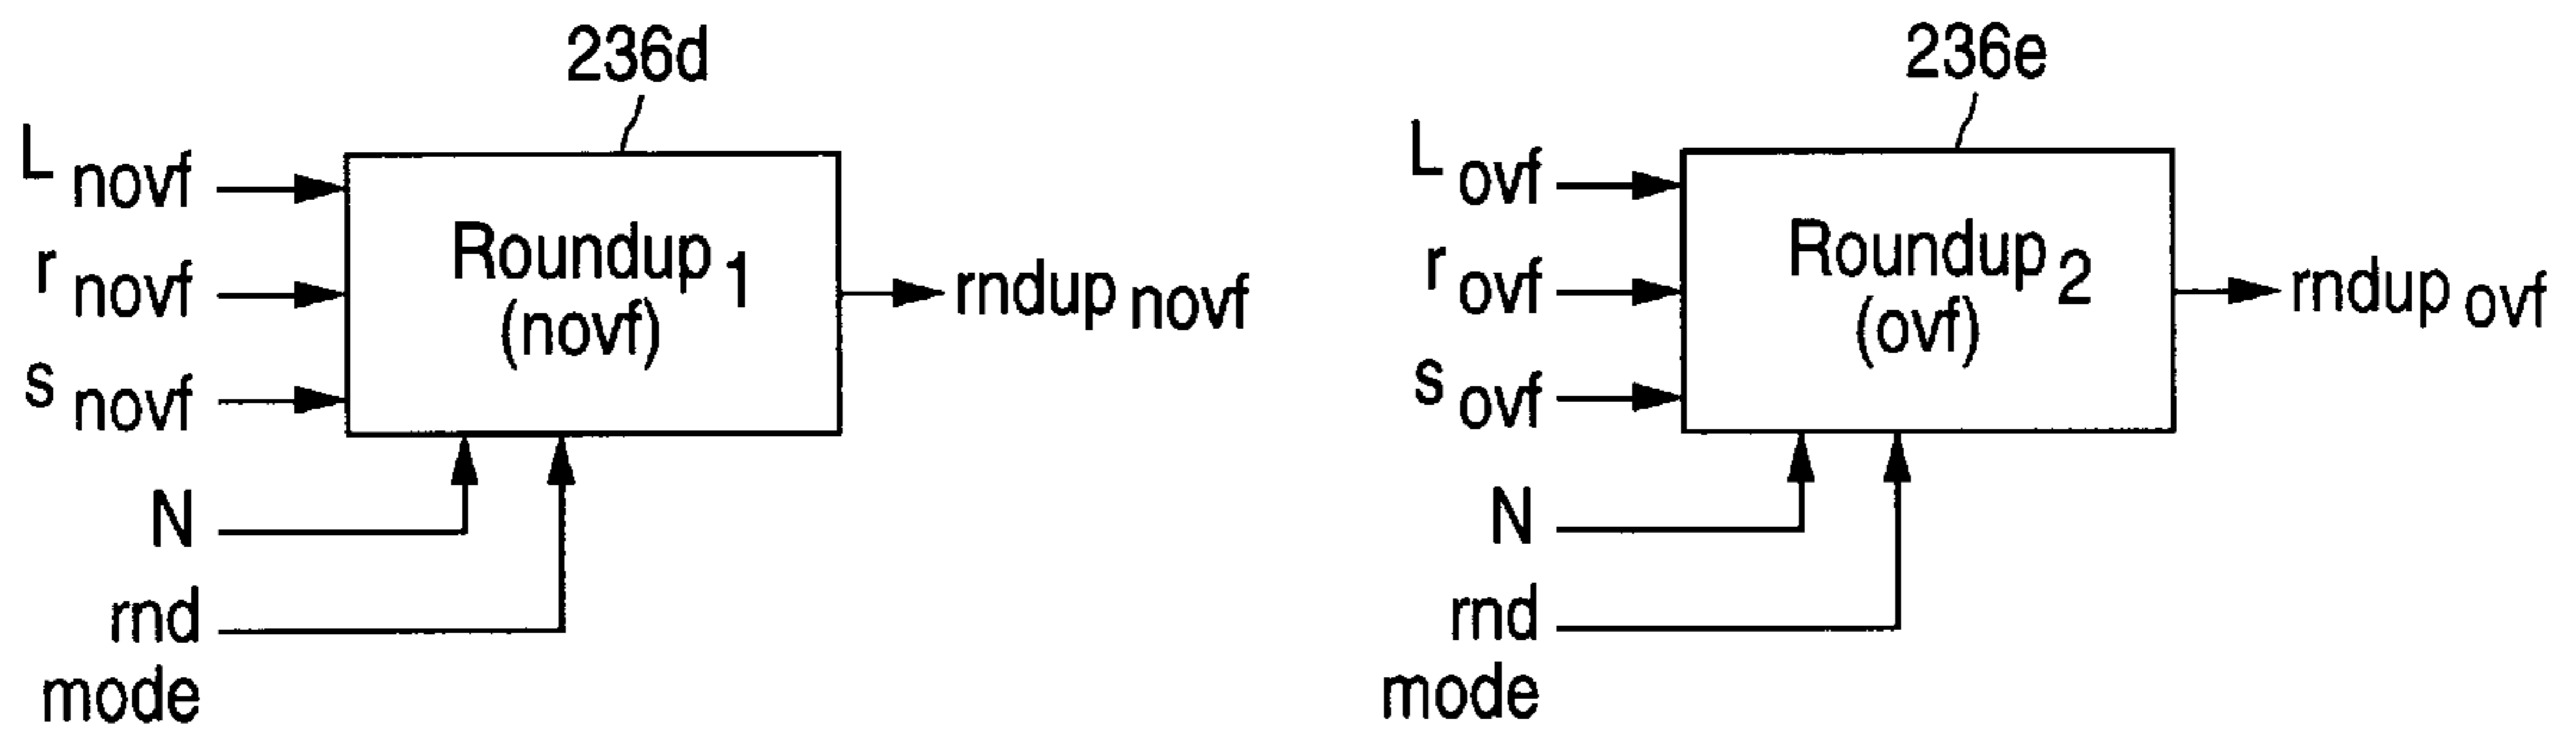 236d
L novf
r novf
s novf
N
rnd
mode
Roundup 1
(novf)
rndup novf
236e
L ovf
r ovf
s ovf
N
rnd
mode
Roundup 2
(ovf)
rndup ovf